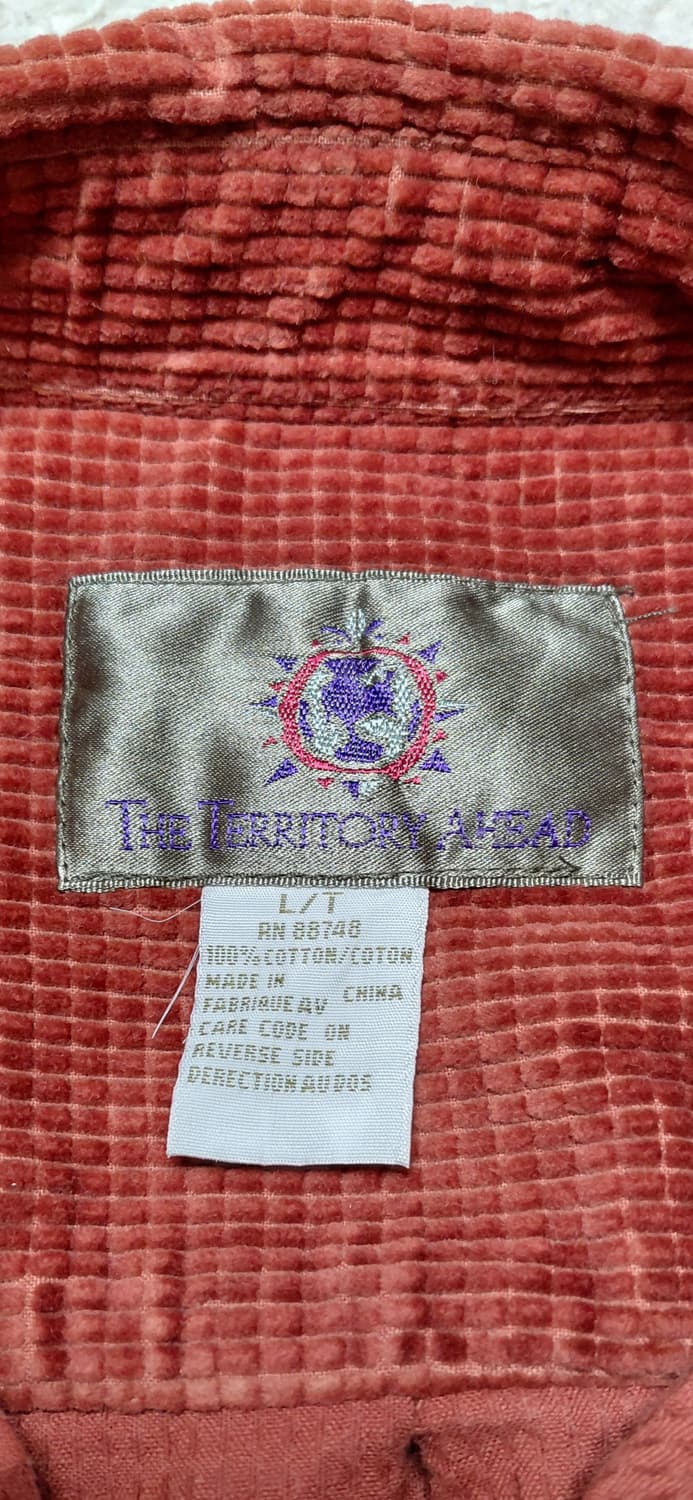 THE TERRITORY AHEAD
L/T
RN 88748
100%COTTON/COTON
MADE IN
FABRIQUE AU CHINA
CARE CODE ON
REVERSE SIDE
DERECTION AU DOS